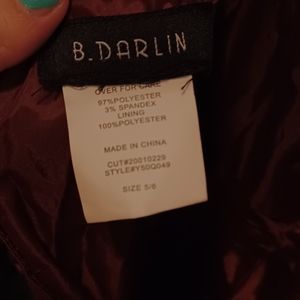 B.DARLIN
OVER FOR CARE
97%POLYESTER
3% SPANDEX
LINING
100%POLYESTER
MADE IN CHINA
CUT#20010229
STYLE#Y50Q049
SIZE 5/6